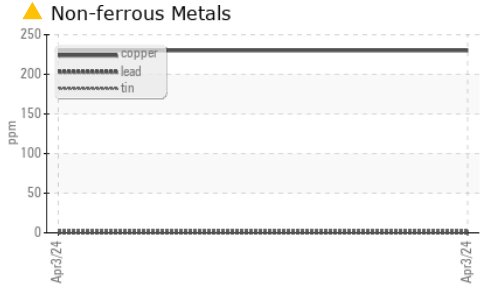 Non-ferrous Metals
250
200
150
100
50
0
ppm
copper
lead
tin
Apr3/24
Apr3/24